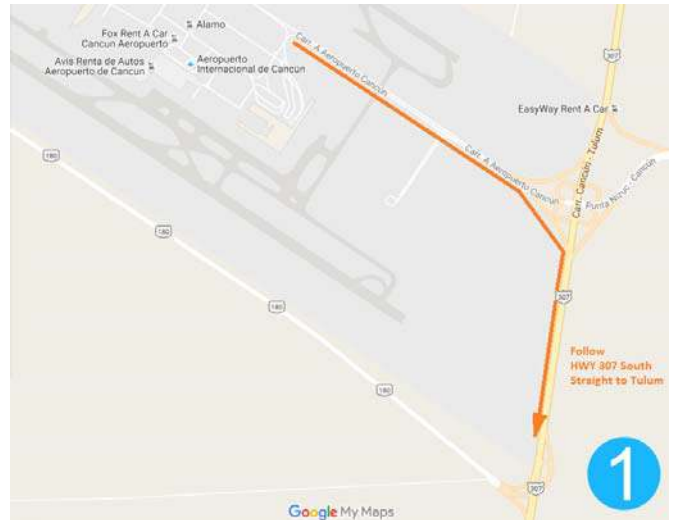 Alamo
Fox Rent A Car
Cancun Aeropuerto
Avis Renta de Autos
Aeropuerto de Cancun
Aeropuerto
Internacional de Cancún
Carr. A Aeropuerto Cancún
307
EasyWay Rent A Car
Carr. A Aeropuerto Cancún
Carr. Cancún - Tulum
Punta Nizuc - Cancún
180
180
180
180
307
Follow
HWY 307 South
Straight to Tulum
1
307
Google My Maps